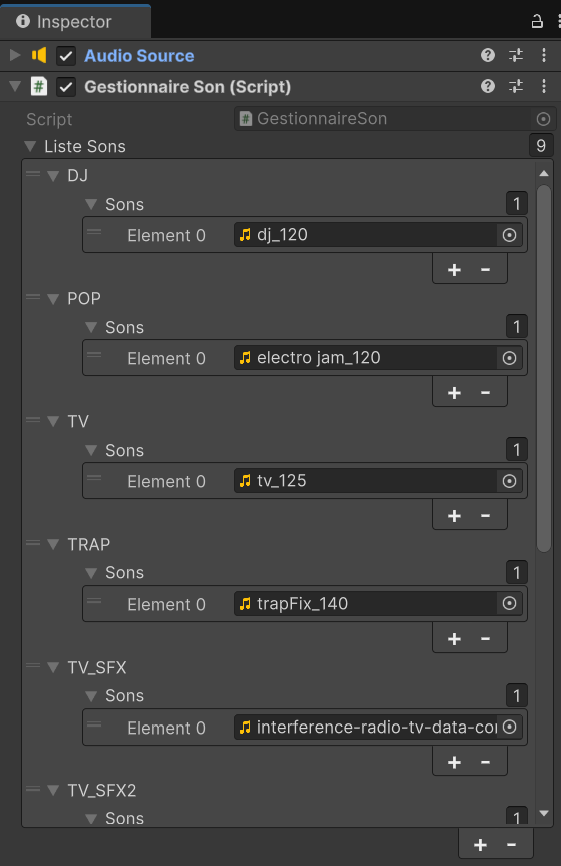 Inspector
Audio Source
Gestionnaire Son (Script)
Script # GestionnaireSon
Liste Sons 9
DJ
Sons 1
Element 0 dj_120
+ -
POP
Sons 1
Element 0 electro jam_120
+ -
TV
Sons 1
Element 0 tv_125
+ -
TRAP
Sons 1
Element 0 trapFix_140
+ -
TV_SFX
Sons 1
Element 0 interference-radio-tv-data-co
+ -
TV_SFX2
Sons 1
+ -